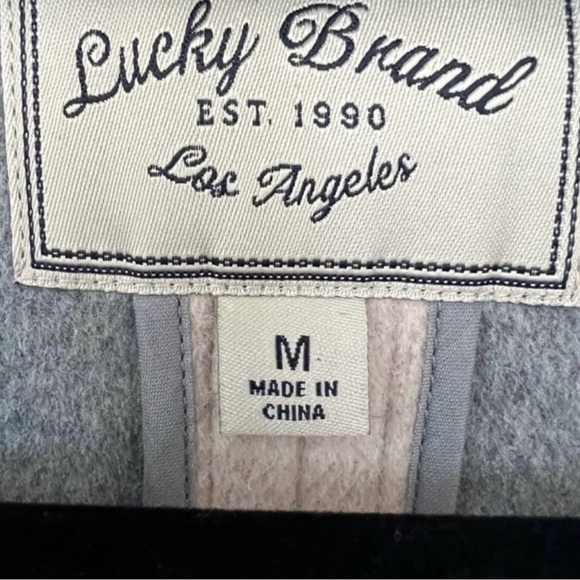 Lucky Brand
EST. 1990
Los Angeles
M
MADE IN
CHINA